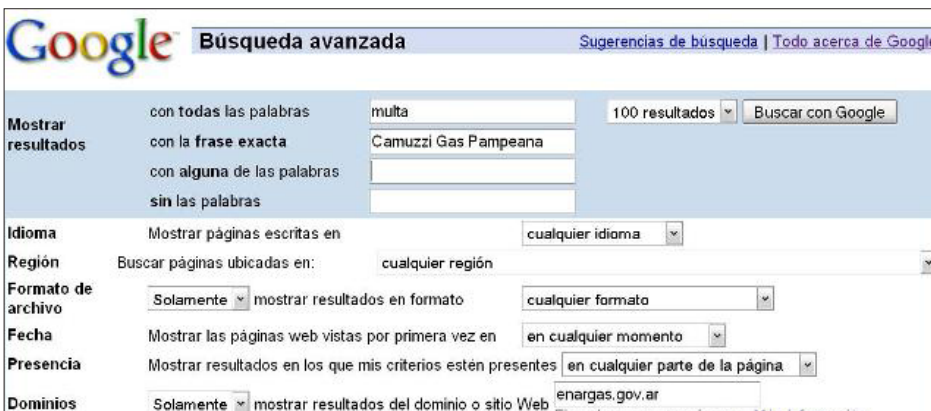 Google Búsqueda avanzada Sugerencias de búsqueda | Todo acerca de Google
Mostrar resultados
con todas las palabras multa 100 resultados Buscar con Google
con la frase exacta Camuzzi Gas Pampeana
con alguna de las palabras
sin las palabras
Idioma Mostrar páginas escritas en cualquier idioma
Región Buscar páginas ubicadas en: cualquier región
Formato de archivo Solamente mostrar resultados en formato cualquier formato
Fecha Mostrar las páginas web vistas por primera vez en en cualquier momento
Presencia Mostrar resultados en los que mis criterios estén presentes en cualquier parte de la página
Dominios Solamente mostrar resultados del dominio o sitio Web enargas.gov.ar